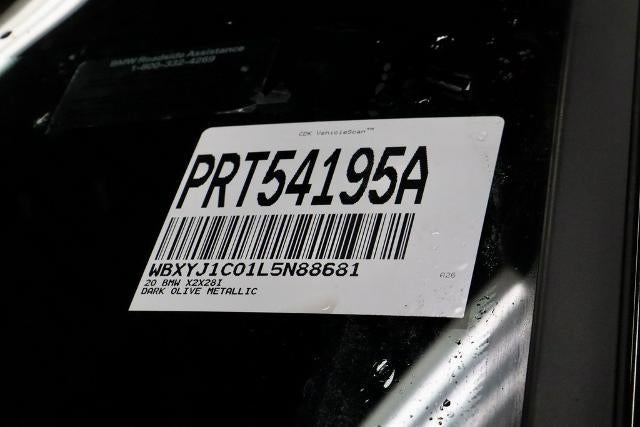 BMW Roadside Assistance
1-800-332-4269
CDK VehicleScan™
PRT54195A
WBXYJ1C01L5N88681
20 BMW X2X28I
A26
DARK OLIVE METALLIC